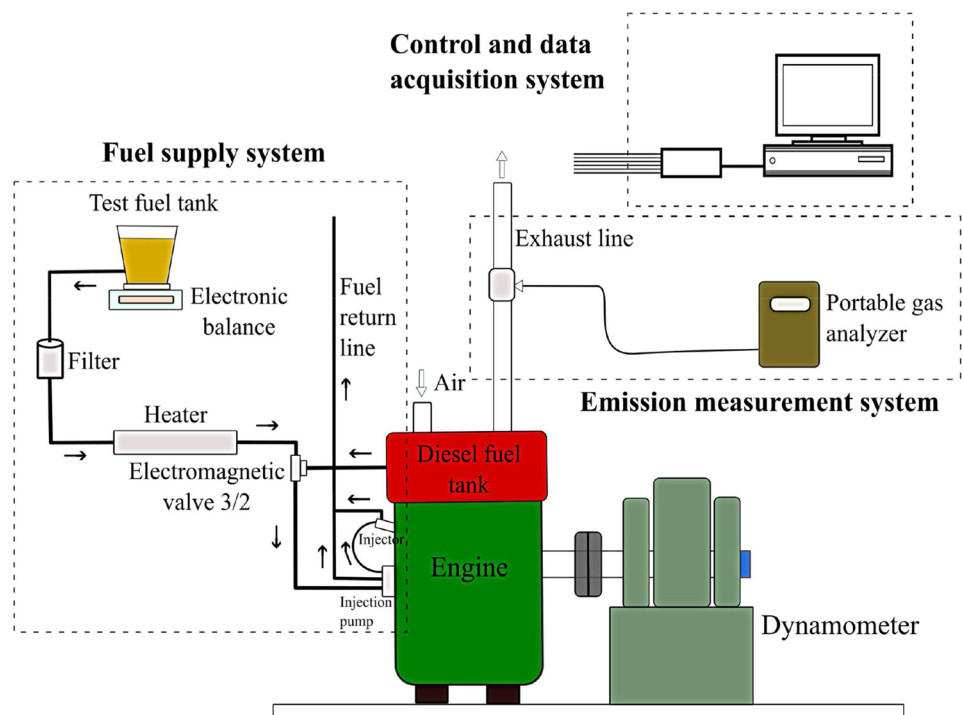 Control and data
acquisition system
Fuel supply system
Test fuel tank
Electronic
balance
Fuel
return
line
Filter
Heater
Electromagnetic
valve 3/2
Injector
Injection
pump
Air
Exhaust line
Portable gas
analyzer
Emission measurement system
Diesel fuel
tank
Engine
Dynamometer